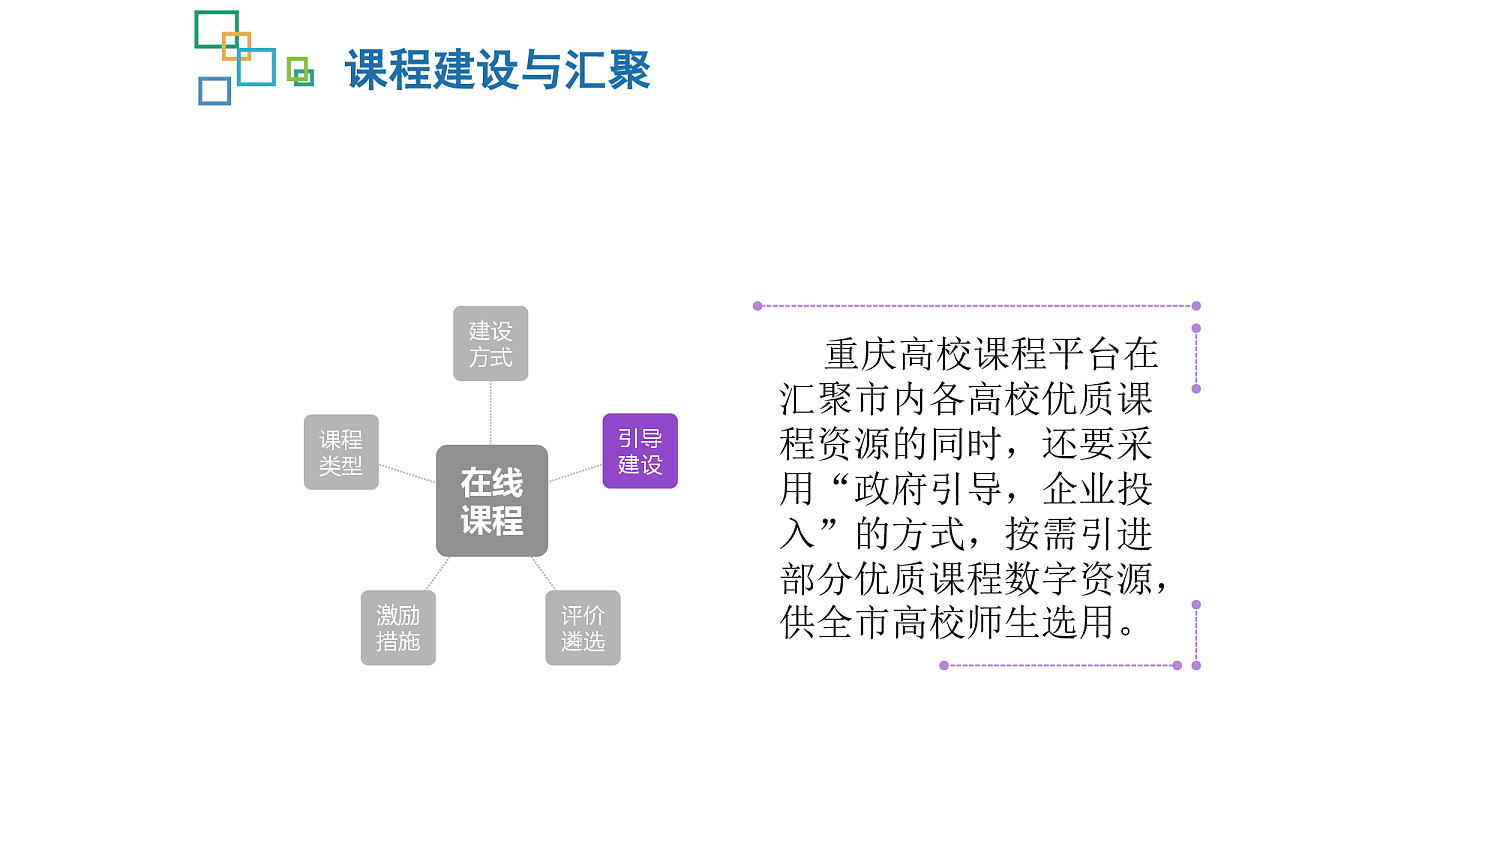 课程建设与汇聚
建设
方式
课程
类型
引导
建设
在线
课程
激励
措施
评价
遴选
重庆高校课程平台在
汇聚市内各高校优质课
程资源的同时，还要采
用“政府引导，企业投
入”的方式，按需引进
部分优质课程数字资源，
供全市高校师生选用。